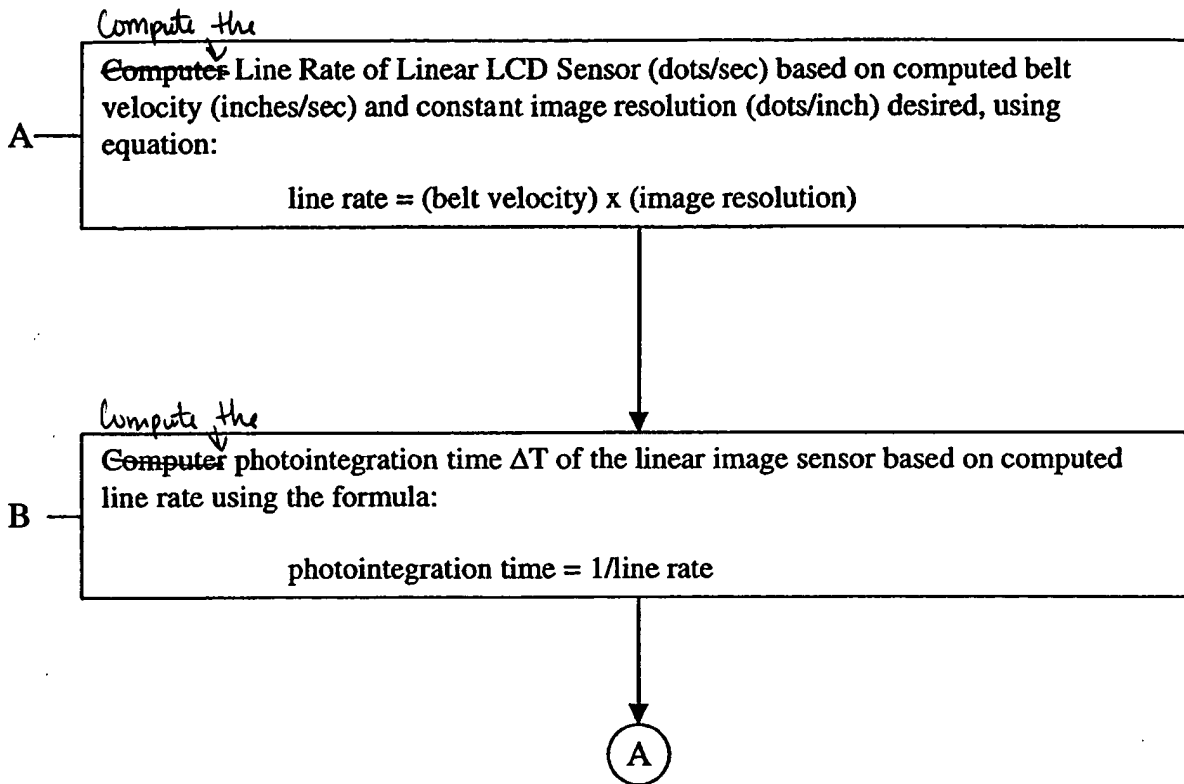 Compute the
Computer Line Rate of Linear LCD Sensor (dots/sec) based on computed belt
velocity (inches/sec) and constant image resolution (dots/inch) desired, using
A equation:
line rate = (belt velocity) x (image resolution)
Compute the
Computer photointegration time ΔT of the linear image sensor based on computed
line rate using the formula:
B
photointegration time = 1/line rate
A